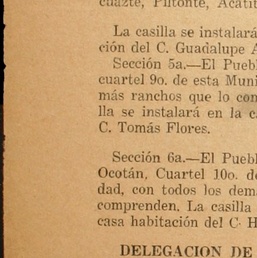 cuazte, Piltonte, Acatit
La casilla se instalará
ción del C. Guadalupe A
Sección 5a.—El Puebl
cuartel 9o. de esta Muni
más ranchos que lo con
lla se instalará en la c
C. Tomás Flores.
Sección 6a.—El Puebl
Ocotán, Cuartel 10o. de
dad, con todos los dem
comprenden. La casilla
casa habitación del C. H
DELEGACION DE